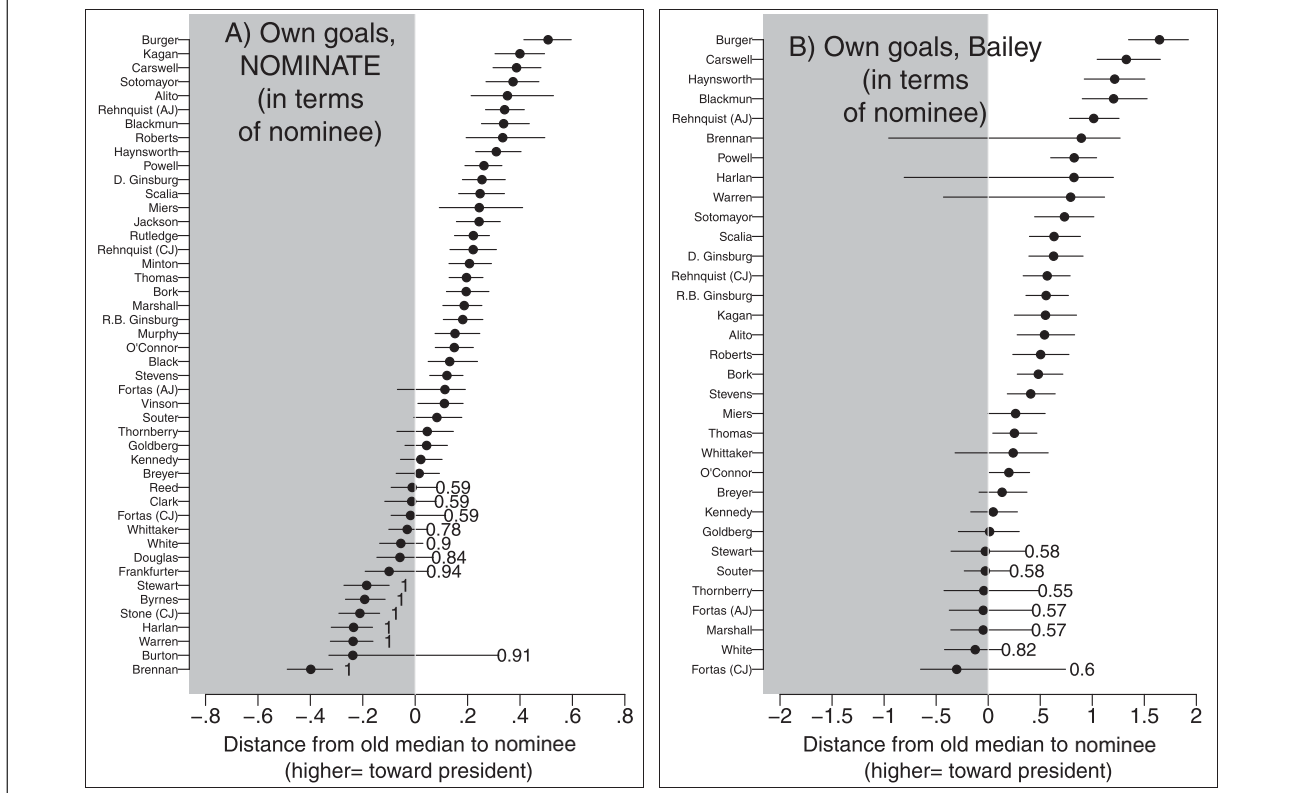 A) Own goals,
NOMINATE
(in terms
of nominee)
Burger
Kagan
Carswell
Sotomayor
Alito
Rehnquist (AJ)
Blackmun
Roberts
Haynsworth
Powell
D. Ginsburg
Scalia
Miers
Jackson
Rutledge
Rehnquist (CJ)
Minton
Thomas
Bork
Marshall
R.B. Ginsburg
Murphy
O'Connor
Black
Stevens
Fortas (AJ)
Vinson
Souter
Thornberry
Goldberg
Kennedy
Breyer
Reed 0.59
Clark 0.59
Fortas (CJ) 0.59
Whittaker 0.78
White 0.9
Douglas 0.84
Frankfurter 0.94
Stewart 1
Byrnes 1
Stone (CJ) 1
Harlan 1
Warren 1
Burton 0.91
Brennan 1
−.8 −.6 −.4 −.2 0 .2 .4 .6 .8
Distance from old median to nominee
(higher= toward president)
B) Own goals, Bailey
(in terms
of nominee)
Burger
Carswell
Haynsworth
Blackmun
Rehnquist (AJ)
Brennan
Powell
Harlan
Warren
Sotomayor
Scalia
D. Ginsburg
Rehnquist (CJ)
R.B. Ginsburg
Kagan
Alito
Roberts
Bork
Stevens
Miers
Thomas
Whittaker
O'Connor
Breyer
Kennedy
Goldberg
Stewart 0.58
Souter 0.58
Thornberry 0.55
Fortas (AJ) 0.57
Marshall 0.57
White 0.82
Fortas (CJ) 0.6
−2 −1.5 −1 −.5 0 .5 1 1.5 2
Distance from old median to nominee
(higher= toward president)